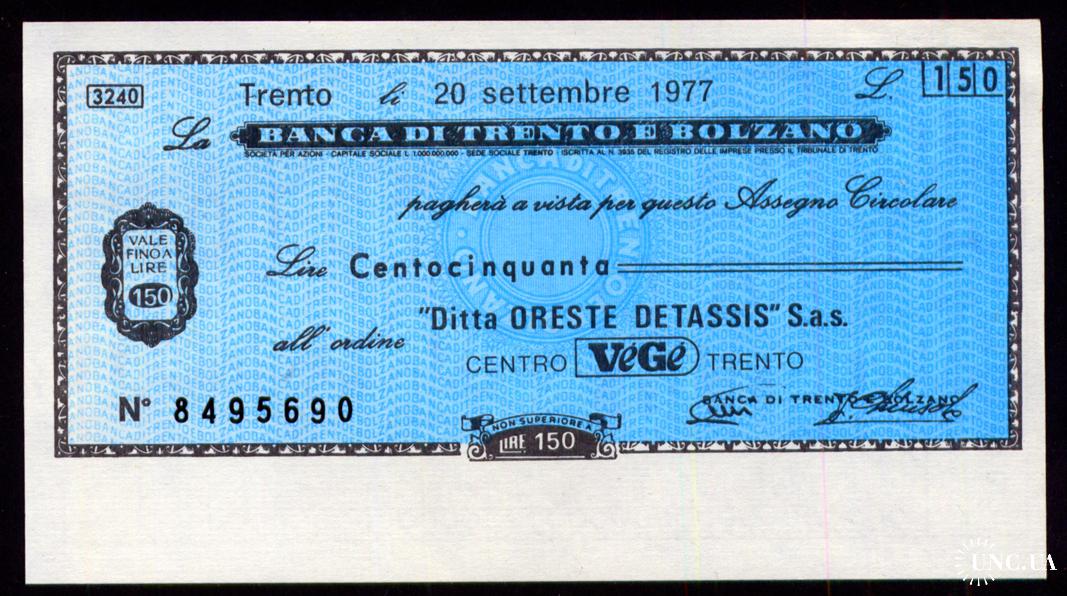 3240 Trento li 20 settembre 1977 L. 150
La BANCA DI TRENTO E BOLZANO
SOCIETÀ PER AZIONI - CAPITALE SOCIALE L. 1.000.000.000 - SEDE SOCIALE TRENTO - ISCRITTA AL N. 3935 DEL REGISTRO DELLE IMPRESE PRESSO IL TRIBUNALE DI TRENTO
pagherà a vista per questo Assegno Circolare
VALE
FINO A
LIRE
150
Lire Centocinquanta
all'ordine "Ditta ORESTE DETASSIS" S.a.s.
CENTRO VéGé TRENTO
BANCA DI TRENTO E BOLZANO
N° 8495690
NON SUPERIORE A
LIRE 150
UNC.UA